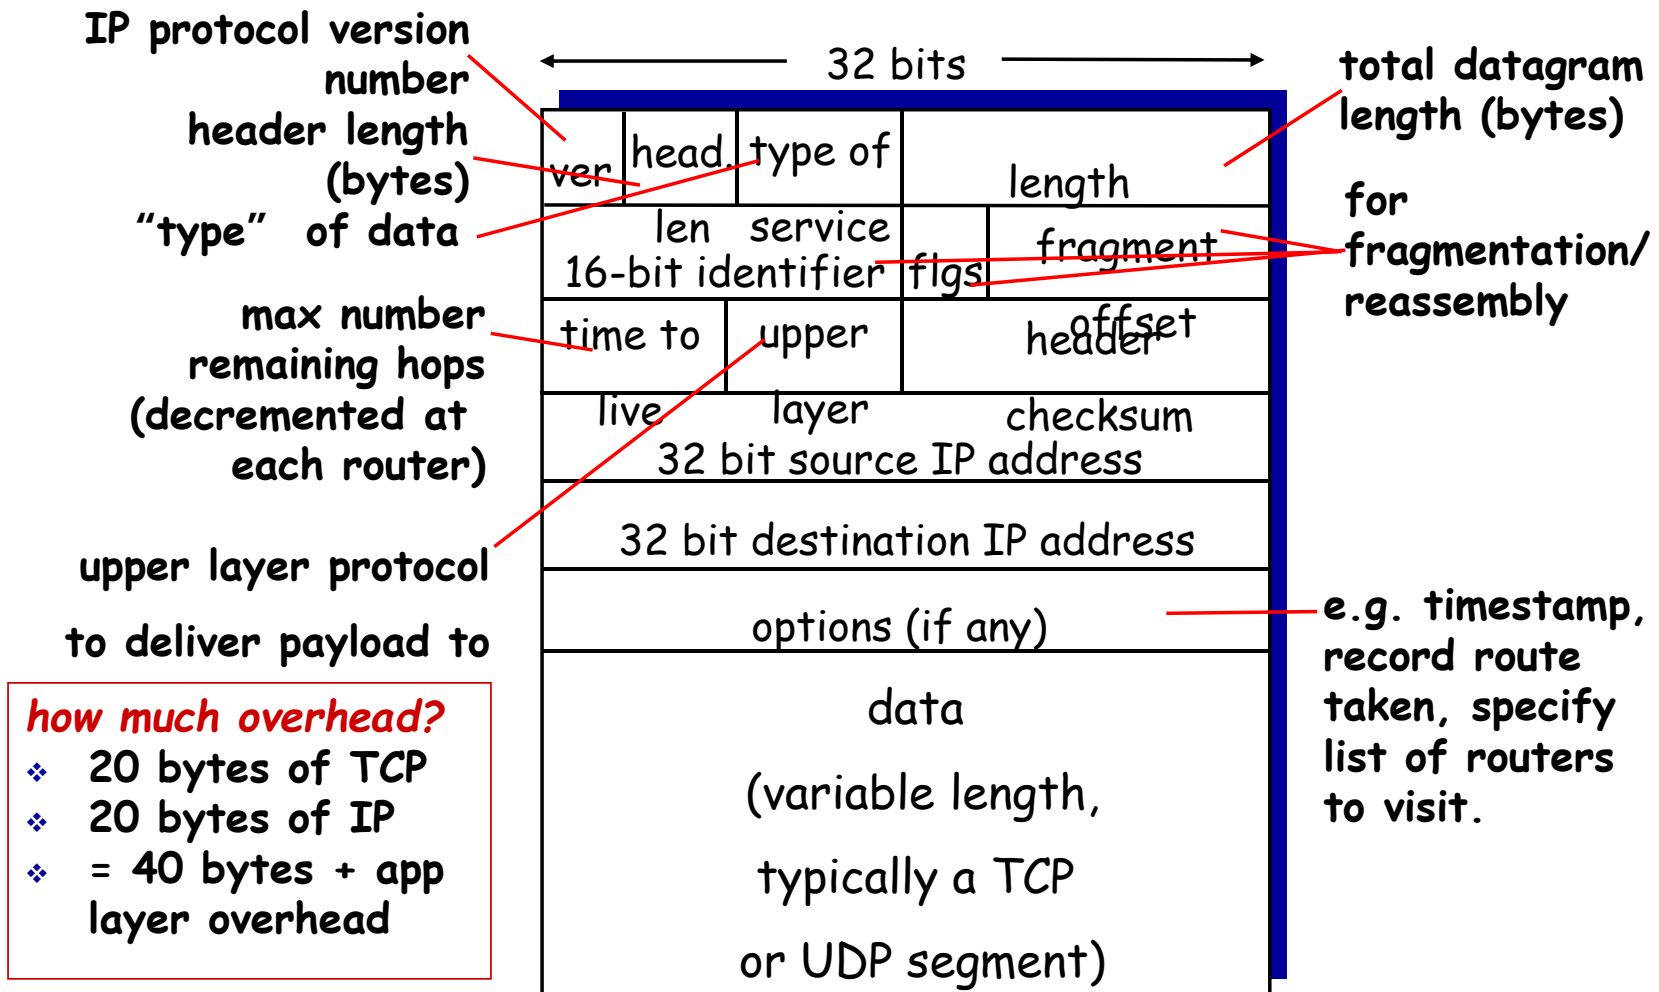 IP protocol version
number
header length
(bytes)
“type” of data
max number
remaining hops
(decremented at
each router)
upper layer protocol
to deliver payload to
how much overhead?
❖ 20 bytes of TCP
❖ 20 bytes of IP
❖ = 40 bytes + app
layer overhead
32 bits
ver
head.
len
type of
service
length
16-bit identifier
flgs
fragment
offset
time to
live
upper
layer
header
checksum
32 bit source IP address
32 bit destination IP address
options (if any)
data
(variable length,
typically a TCP
or UDP segment)
total datagram
length (bytes)
for
fragmentation/
reassembly
e.g. timestamp,
record route
taken, specify
list of routers
to visit.